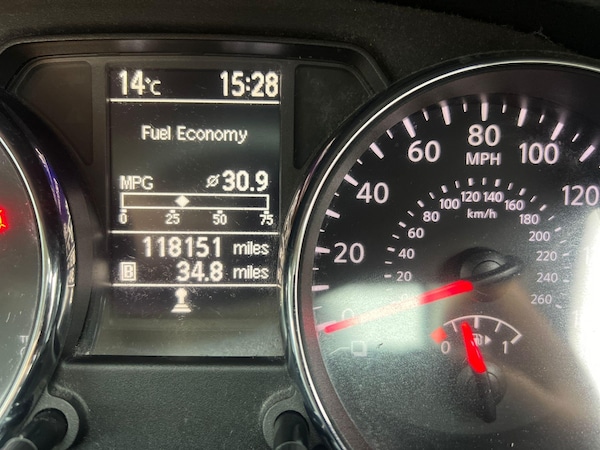 14°C 15:28
Fuel Economy
MPG ⌀30.9
0 25 50 75
118151 miles
B 34.8 miles
0 20 40 60 80 100 120
MPH
20 40 60 80 100 120 140 160 180 200 220 240 260
km/h
0 1